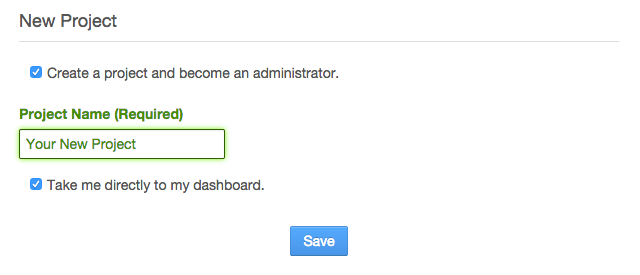 New Project
Create a project and become an administrator.
Project Name (Required)
Your New Project
Take me directly to my dashboard.
Save